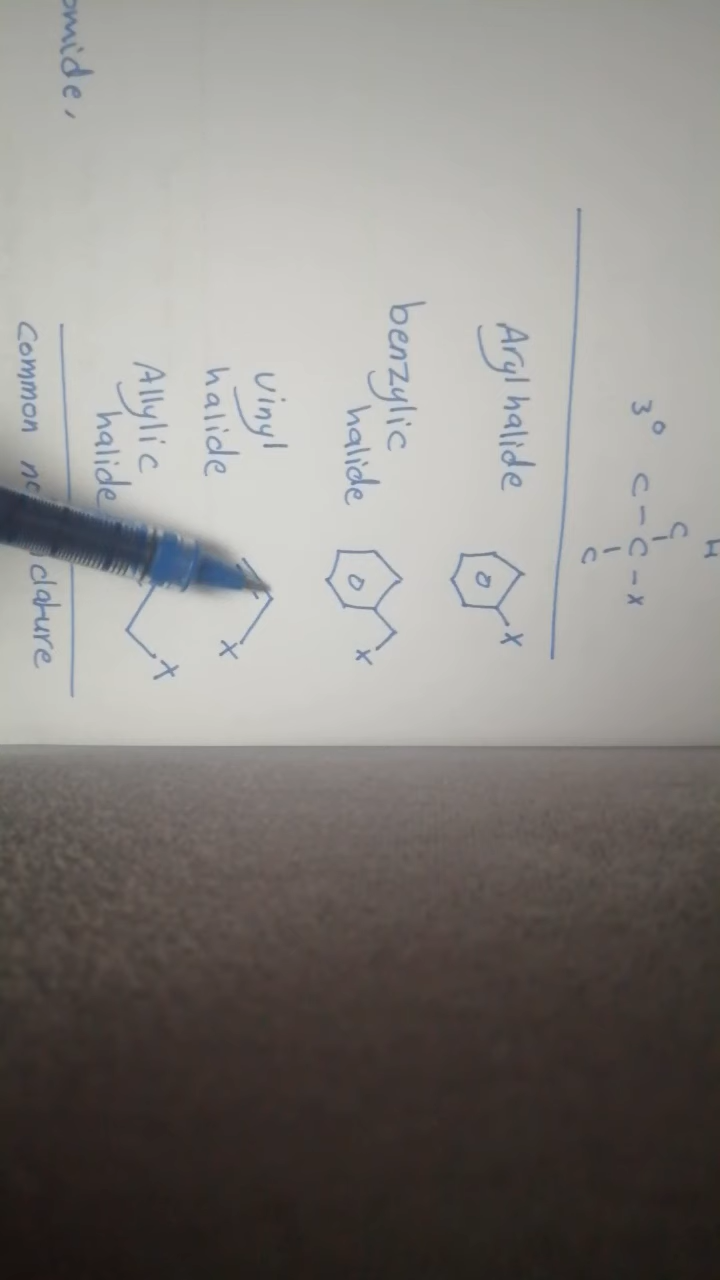 H
C
3° C - C - X
C
Aryl halide
X
benzylic
halide
X
Vinyl
halide
X
Allylic
halide
X
Common
clature
omide,